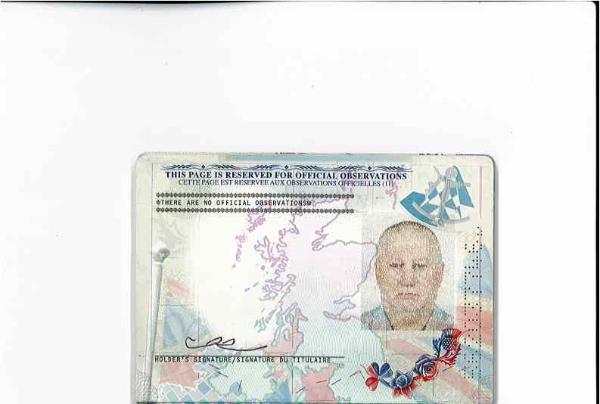 THIS PAGE IS RESERVED FOR OFFICIAL OBSERVATIONS
CETTE PAGE EST RESERVEE AUX OBSERVATIONS OFFICIELLES (11)
THERE ARE NO OFFICIAL OBSERVATIONS
HOLDER'S SIGNATURE/SIGNATURE DU TITULAIRE